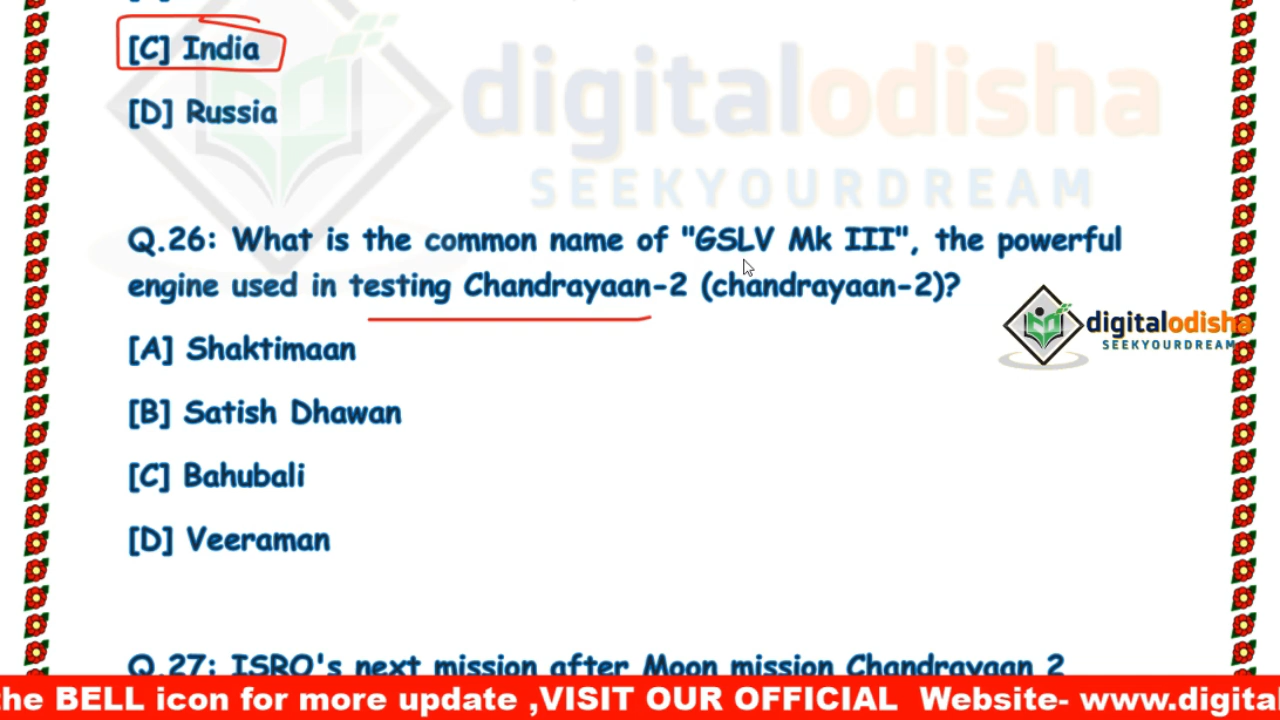 [C] India
[D] Russia
digitalodisha
SEEKYOURDREAM
Q.26: What is the common name of "GSLV Mk III", the powerful
engine used in testing Chandrayaan-2 (chandrayaan-2)?
digitalodisha
SEEKYOURDREAM
[A] Shaktimaan
[B] Satish Dhawan
[C] Bahubali
[D] Veeraman
Q.27: ISRO's next mission after Moon mission Chandrayaan 2
the BELL icon for more update ,VISIT OUR OFFICIAL Website- www.digital